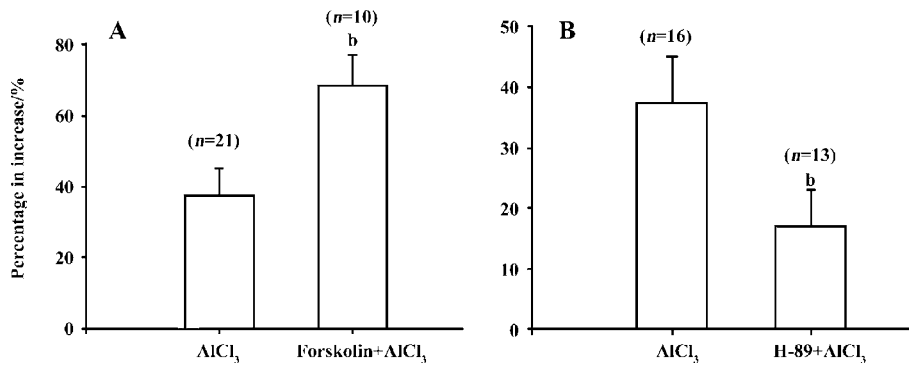 A
(n=10)
b
80
60
(n=21)
40
20
0
Percentage in increase/%
AlCl₃
Forskolin+AlCl₃
B
50
(n=16)
40
30
(n=13)
b
20
10
0
AlCl₃
H-89+AlCl₃